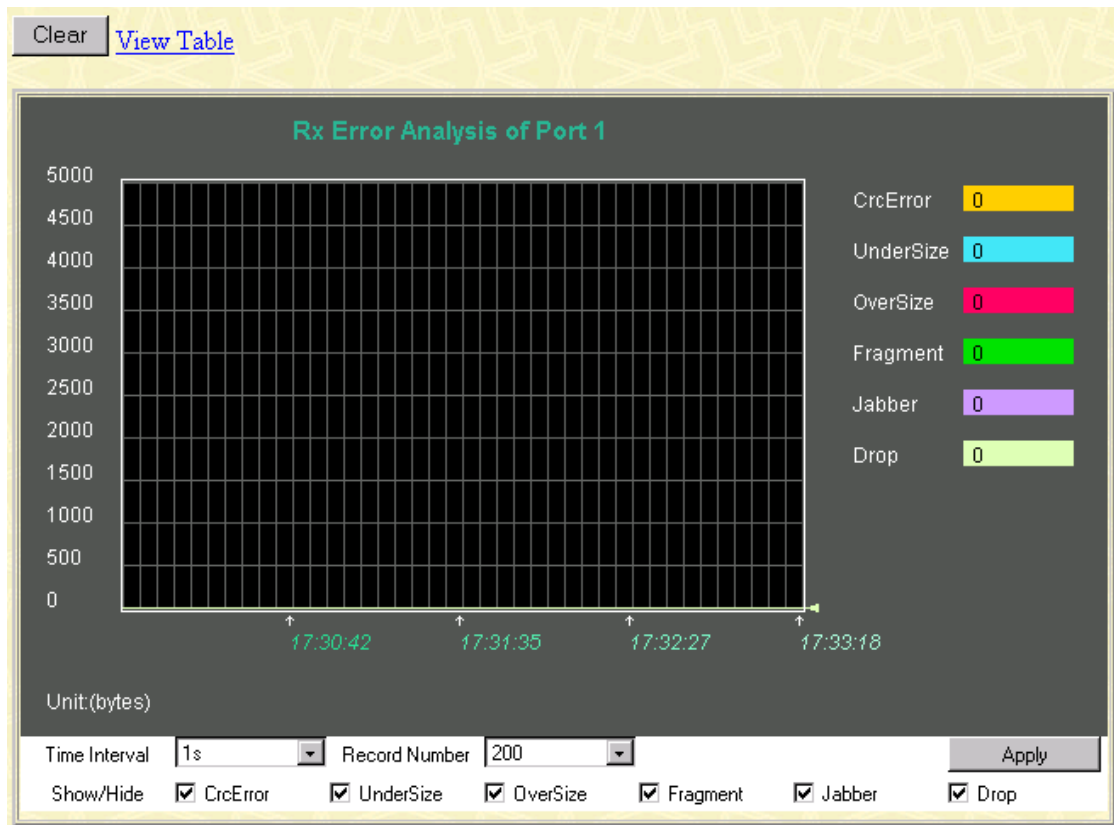 Clear View Table
Rx Error Analysis of Port 1
5000
4500
4000
3500
3000
2500
2000
1500
1000
500
0
CrcError 0
UnderSize 0
OverSize 0
Fragment 0
Jabber 0
Drop 0
17:30:42 17:31:35 17:32:27 17:33:18
Unit:(bytes)
Time Interval 1s Record Number 200 Apply
Show/Hide CrcError UnderSize OverSize Fragment Jabber Drop